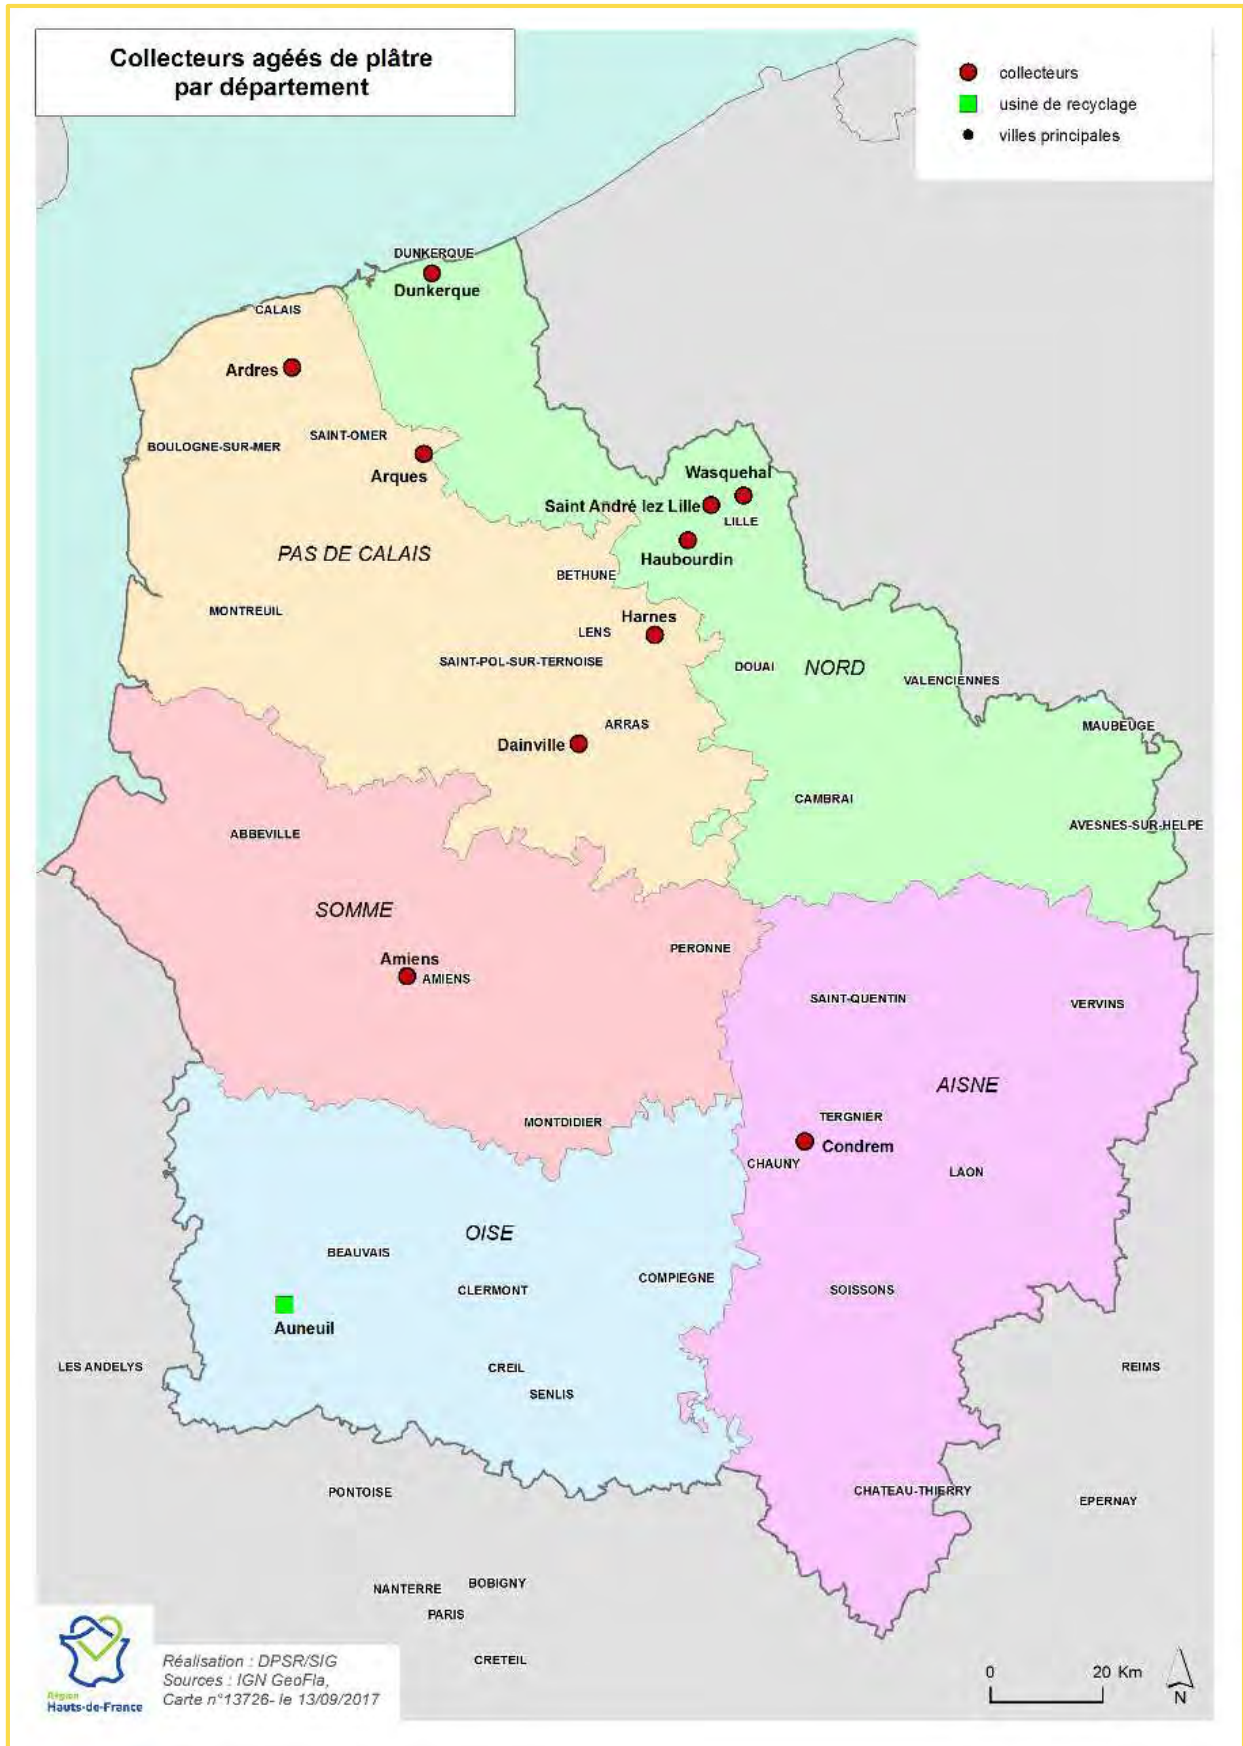 Collecteurs agéés de plâtre
par département
collecteurs
usine de recyclage
villes principales
DUNKERQUE
Dunkerque
CALAIS
Ardres
SAINT-OMER
BOULOGNE-SUR-MER
Arques
Wasquehal
Saint André lez Lille
LILLE
Haubourdin
PAS DE CALAIS
BETHUNE
MONTREUIL
Harnes
LENS
SAINT-POL-SUR-TERNOISE
DOUAI
NORD
VALENCIENNES
ARRAS
MAUBEUGE
Dainville
CAMBRAI
AVESNES-SUR-HELPE
ABBEVILLE
SOMME
PERONNE
Amiens
AMIENS
SAINT-QUENTIN
VERVINS
AISNE
MONTDIDIER
TERGNIER
Condrem
CHAUNY
LAON
OISE
BEAUVAIS
COMPIEGNE
CLERMONT
SOISSONS
Auneuil
LES ANDELYS
CREIL
REIMS
SENLIS
PONTOISE
CHATEAU-THIERRY
EPERNAY
NANTERRE
BOBIGNY
PARIS
CRETEIL
Région
Hauts-de-France
Réalisation : DPSR/SIG
Sources : IGN GeoFla,
Carte n°13726- le 13/09/2017
0 20 Km
N